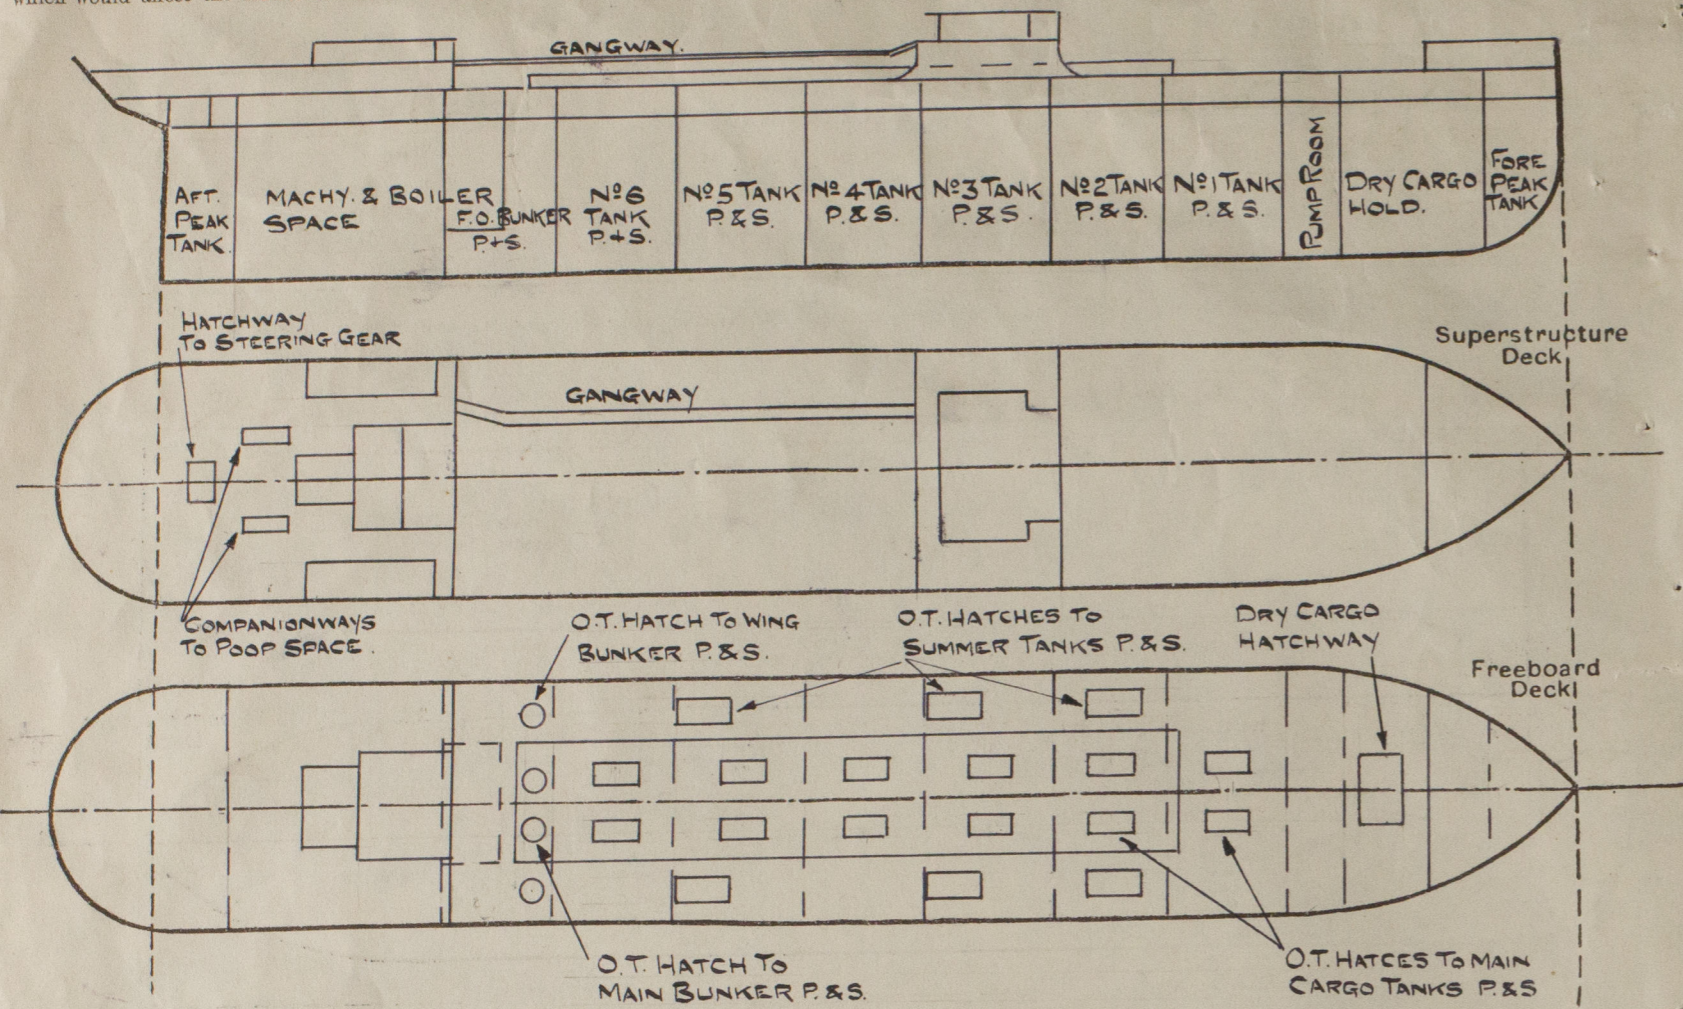 GANGWAY.
AFT.
PEAK
TANK.
MACHY. & BOILER
SPACE
F.O. BUNKER
P.+S.
Nº6
TANK
P.+S.
Nº5 TANK
P.&S.
Nº4 TANK
P.&S.
Nº3 TANK
P.&S.
Nº2 TANK
P.&S.
Nº1 TANK
P.&S.
PUMP ROOM
DRY CARGO
HOLD.
FORE
PEAK
TANK
HATCHWAY
TO STEERING GEAR
Superstructure
Deck
GANGWAY
COMPANIONWAYS
TO POOP SPACE.
O.T. HATCH TO WING
BUNKER P.&S.
O.T. HATCHES TO
SUMMER TANKS P.&S.
DRY CARGO
HATCHWAY
Freeboard
Deck
O.T. HATCH TO
MAIN BUNKER P.&S.
O.T. HATCES TO MAIN
CARGO TANKS P.&S